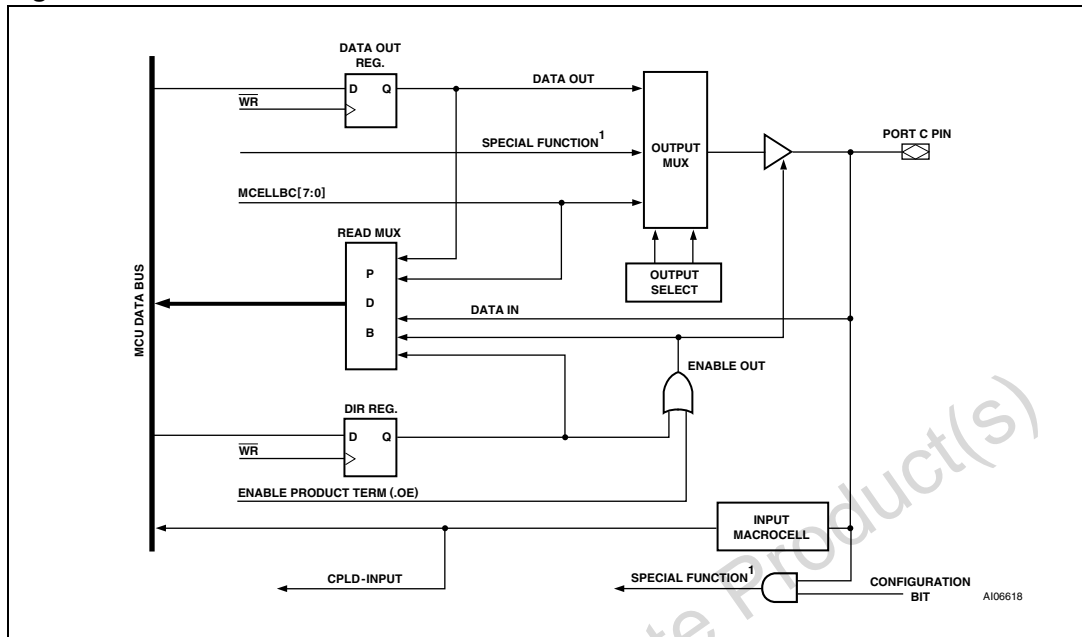 DATA OUT
REG.
D Q
WR
DATA OUT
SPECIAL FUNCTION1
OUTPUT
MUX
PORT C PIN
MCELLBC[7:0]
READ MUX
P
D
B
OUTPUT
SELECT
MCU DATA BUS
DATA IN
ENABLE OUT
DIR REG.
D Q
WR
ENABLE PRODUCT TERM (.OE)
INPUT
MACROCELL
CPLD-INPUT
SPECIAL FUNCTION1
CONFIGURATION
BIT
AI06618